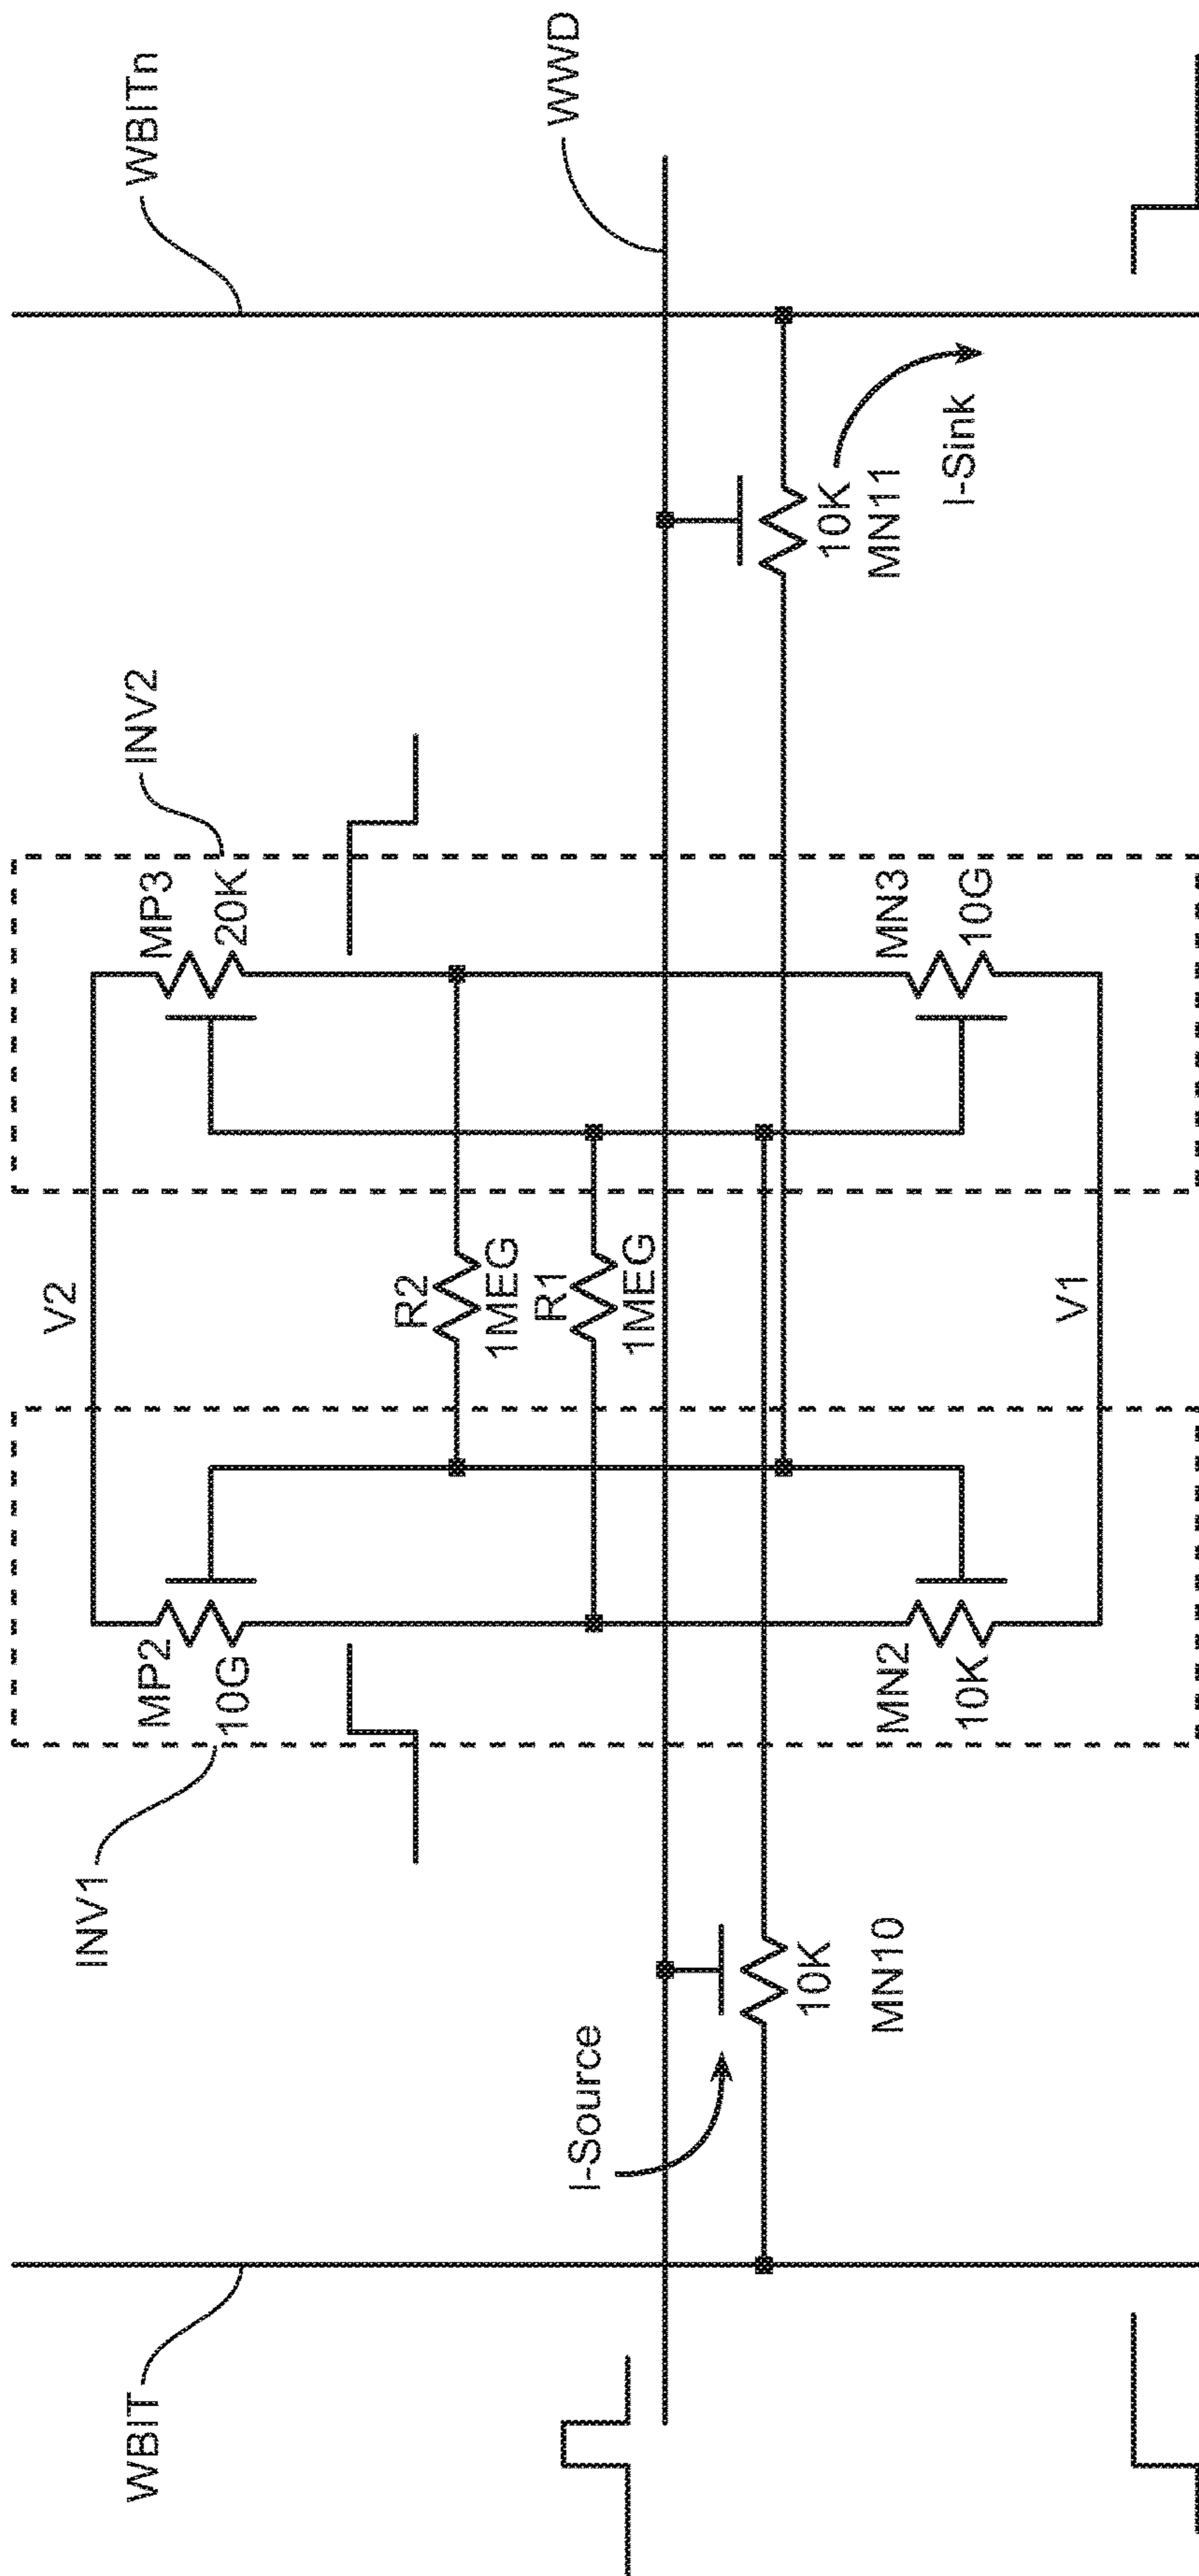 WBIT
WBITn
WWD
INV1
INV2
V2
MP2
10G
MP3
20K
R2
1MEG
R1
1MEG
I-Source
10K
MN10
10K
MN11
I-Sink
MN2
10K
MN3
10G
V1